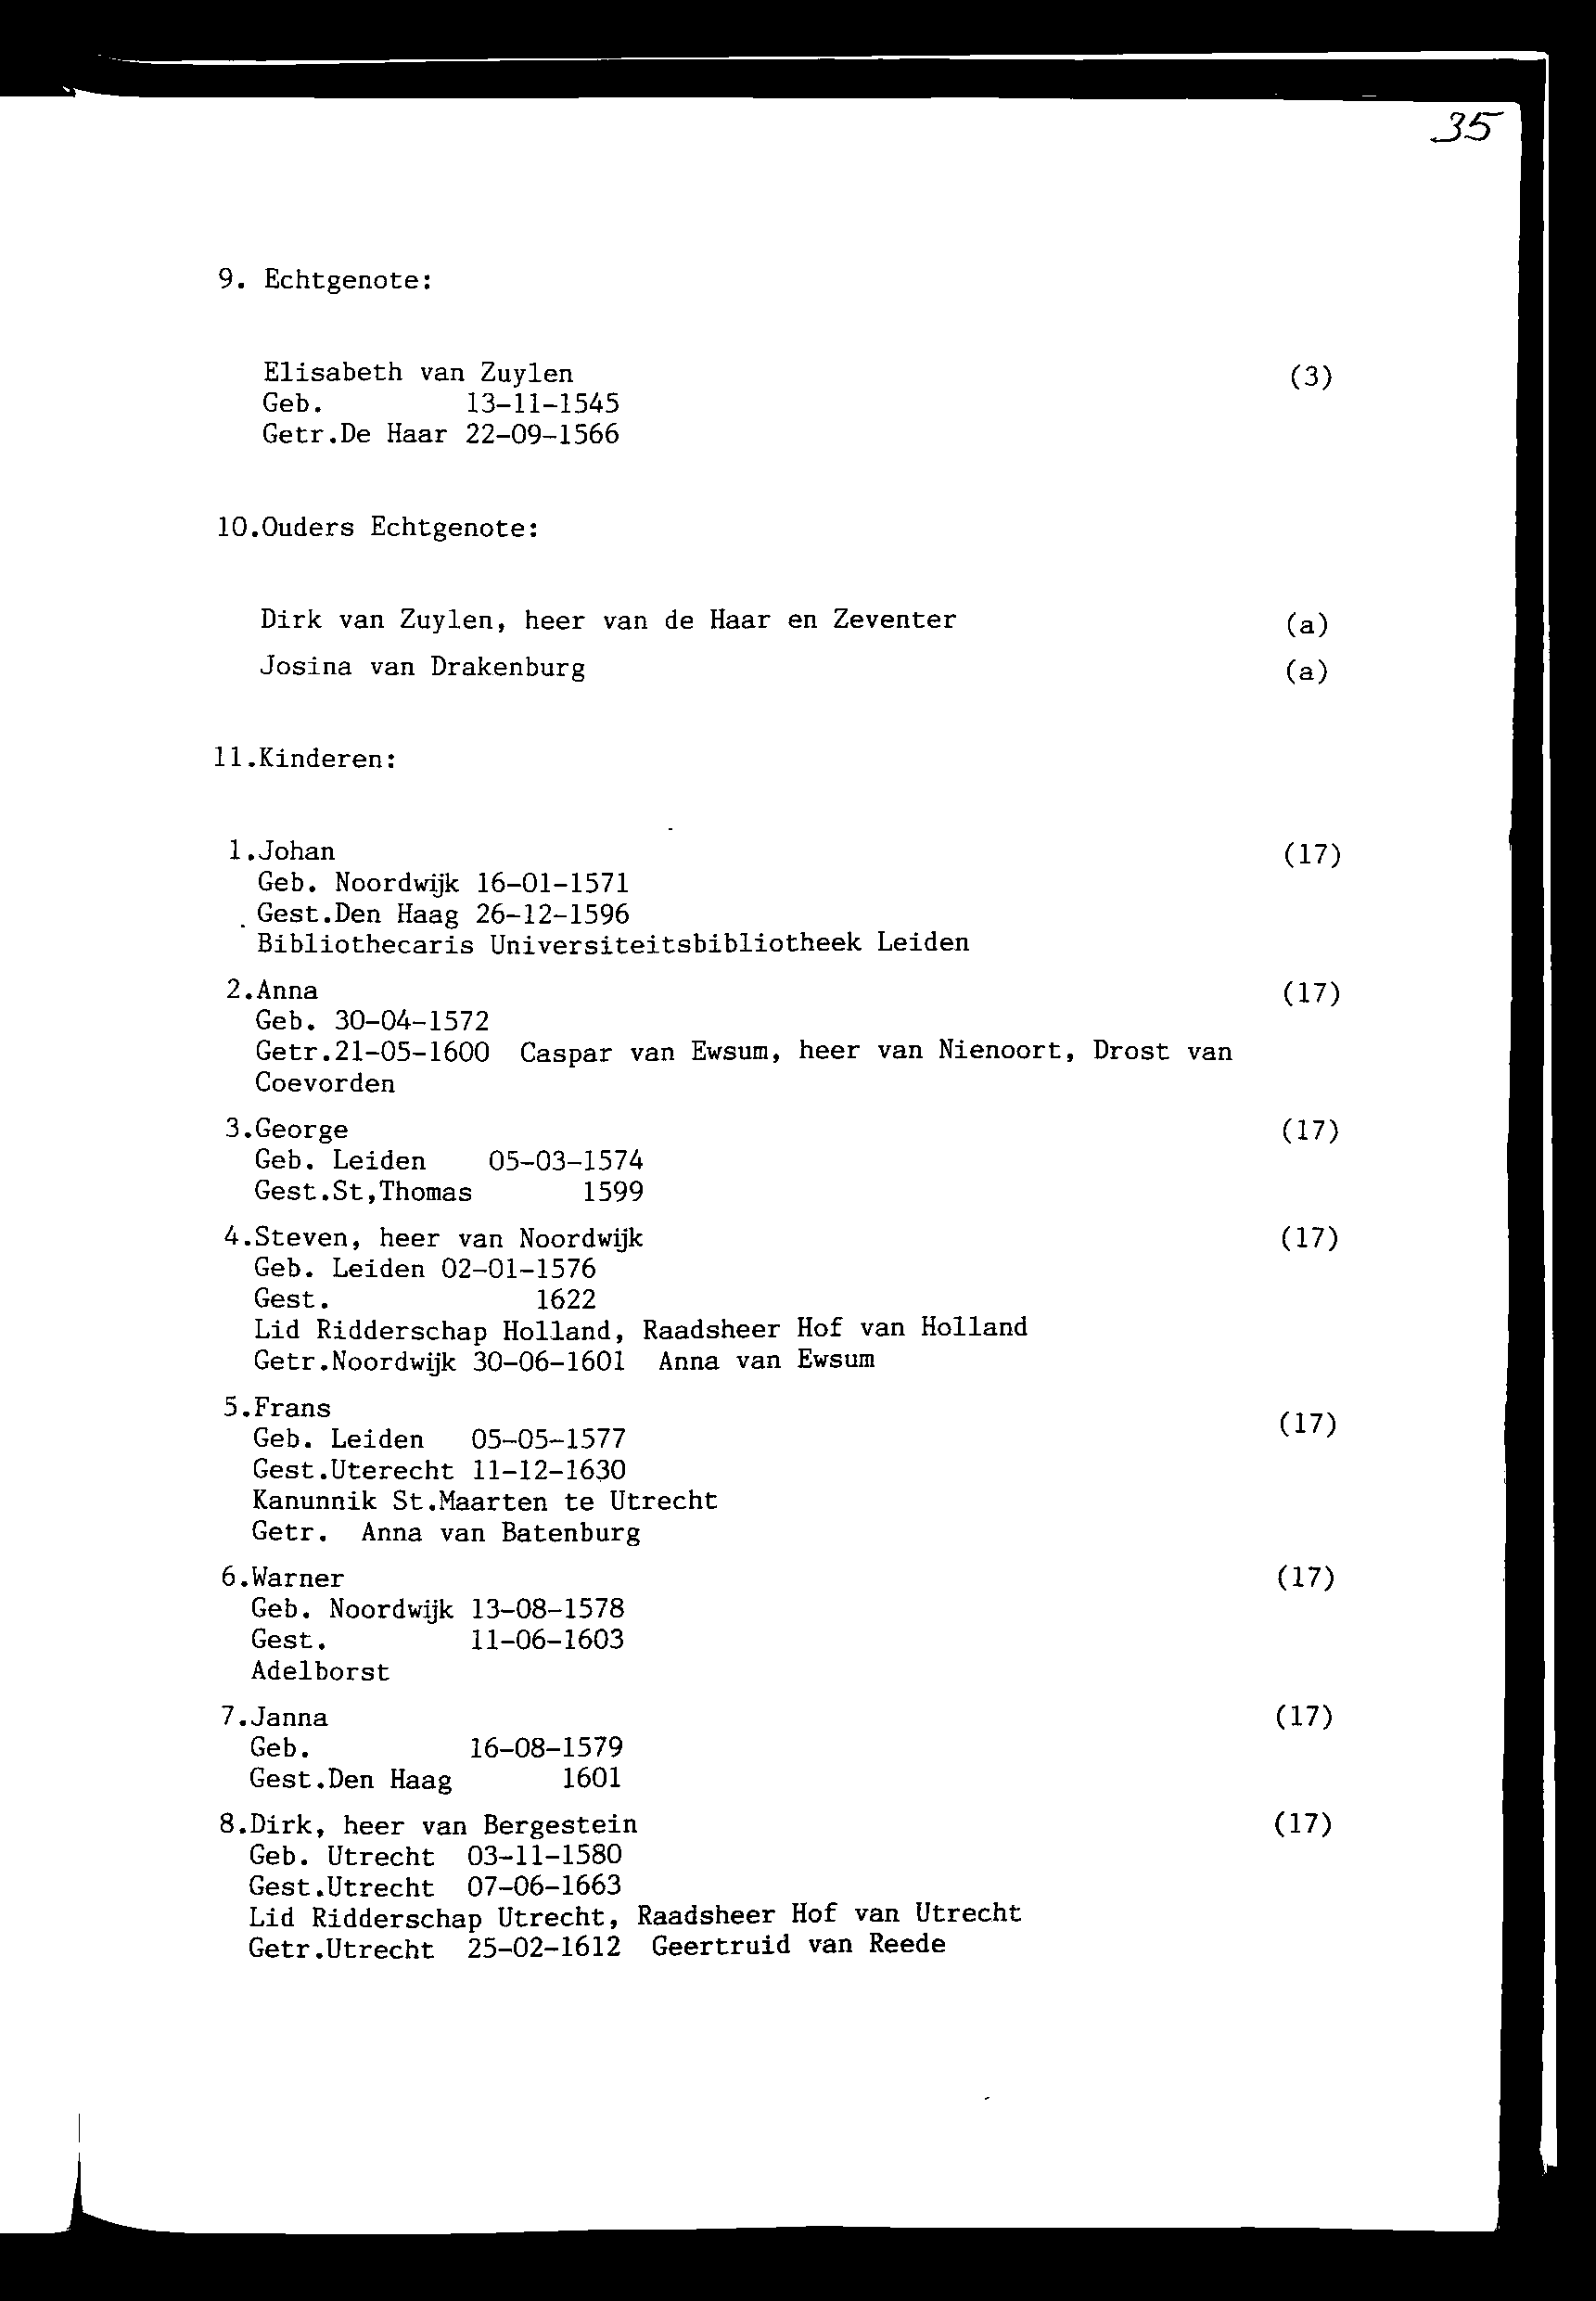 35
9. Echtgenote:
Elisabeth van Zuylen (3)
Geb. 13-11-1545
Getr.De Haar 22-09-1566
10.Ouders Echtgenote:
Dirk van Zuylen, heer van de Haar en Zeventer (a)
Josina van Drakenburg (a)
11.Kinderen:
1.Johan (17)
Geb. Noordwijk 16-01-1571
Gest.Den Haag 26-12-1596
Bibliothecaris Universiteitsbibliotheek Leiden
2.Anna (17)
Geb. 30-04-1572
Getr.21-05-1600 Caspar van Ewsum, heer van Nienoort, Drost van
Coevorden
3.George (17)
Geb. Leiden 05-03-1574
Gest.St,Thomas 1599
4.Steven, heer van Noordwijk (17)
Geb. Leiden 02-01-1576
Gest. 1622
Lid Ridderschap Holland, Raadsheer Hof van Holland
Getr.Noordwijk 30-06-1601 Anna van Ewsum
5.Frans (17)
Geb. Leiden 05-05-1577
Gest.Uterecht 11-12-1630
Kanunnik St.Maarten te Utrecht
Getr. Anna van Batenburg
6.Warner (17)
Geb. Noordwijk 13-08-1578
Gest. 11-06-1603
Adelborst
7.Janna (17)
Geb. 16-08-1579
Gest.Den Haag 1601
8.Dirk, heer van Bergestein (17)
Geb. Utrecht 03-11-1580
Gest.Utrecht 07-06-1663
Lid Ridderschap Utrecht, Raadsheer Hof van Utrecht
Getr.Utrecht 25-02-1612 Geertruid van Reede